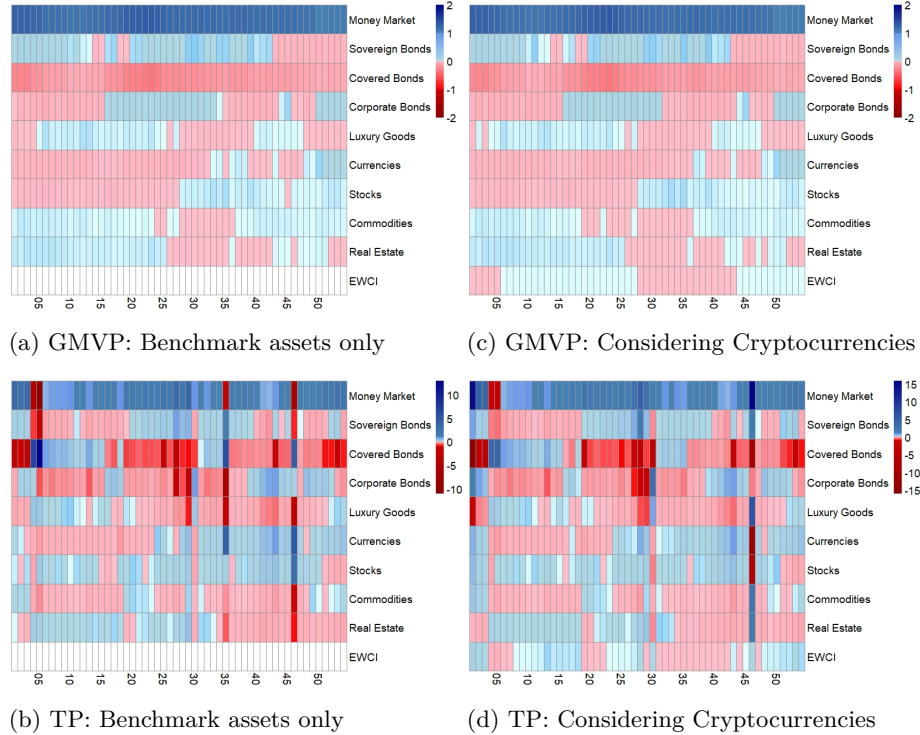 2
Money Market
1
Sovereign Bonds
0
Covered Bonds
-1
Corporate Bonds
-2
Luxury Goods
Currencies
Stocks
Commodities
Real Estate
EWCI
05 10 15 20 25 30 35 40 45 50
(a) GMVP: Benchmark assets only
2
Money Market
1
Sovereign Bonds
0
Covered Bonds
-1
Corporate Bonds
-2
Luxury Goods
Currencies
Stocks
Commodities
Real Estate
EWCI
05 10 15 20 25 30 35 40 45 50
(c) GMVP: Considering Cryptocurrencies
Money Market
10
Sovereign Bonds
5
0
Covered Bonds
-5
Corporate Bonds
-10
Luxury Goods
Currencies
Stocks
Commodities
Real Estate
EWCI
05 10 15 20 25 30 35 40 45 50
(b) TP: Benchmark assets only
15
Money Market
10
Sovereign Bonds
5
0
Covered Bonds
-5
-10
Corporate Bonds
-15
Luxury Goods
Currencies
Stocks
Commodities
Real Estate
EWCI
05 10 15 20 25 30 35 40 45 50
(d) TP: Considering Cryptocurrencies